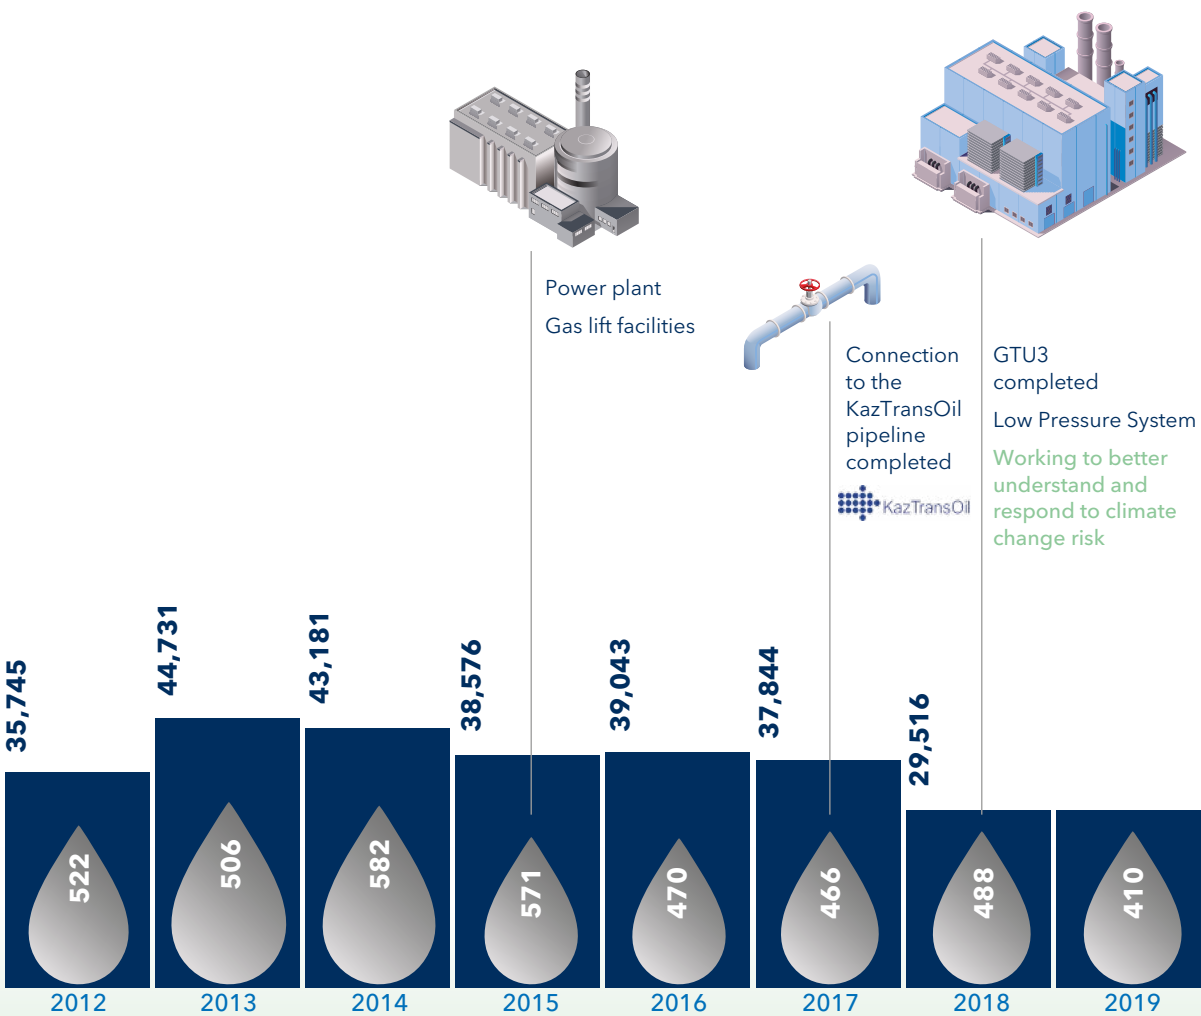 Power plant
Gas lift facilities
Connection
to the
KazTransOil
pipeline
completed
KazTransOil
GTU3
completed
Low Pressure System
Working to better
understand and
respond to climate
change risk
35,745
44,731
43,181
38,576
39,043
37,844
29,516
522
506
582
571
470
466
488
410
2012
2013
2014
2015
2016
2017
2018
2019